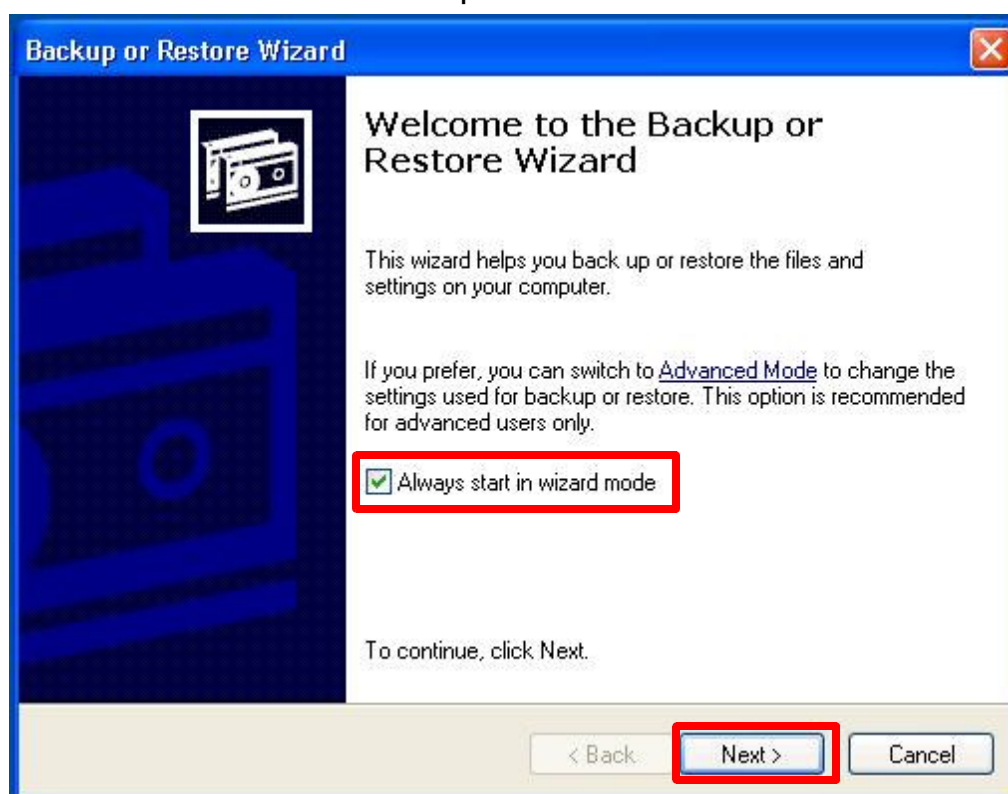 Backup or Restore Wizard
Welcome to the Backup or
Restore Wizard
This wizard helps you back up or restore the files and
settings on your computer.
If you prefer, you can switch to Advanced Mode to change the
settings used for backup or restore. This option is recommended
for advanced users only.
Always start in wizard mode
To continue, click Next.
< Back Next > Cancel